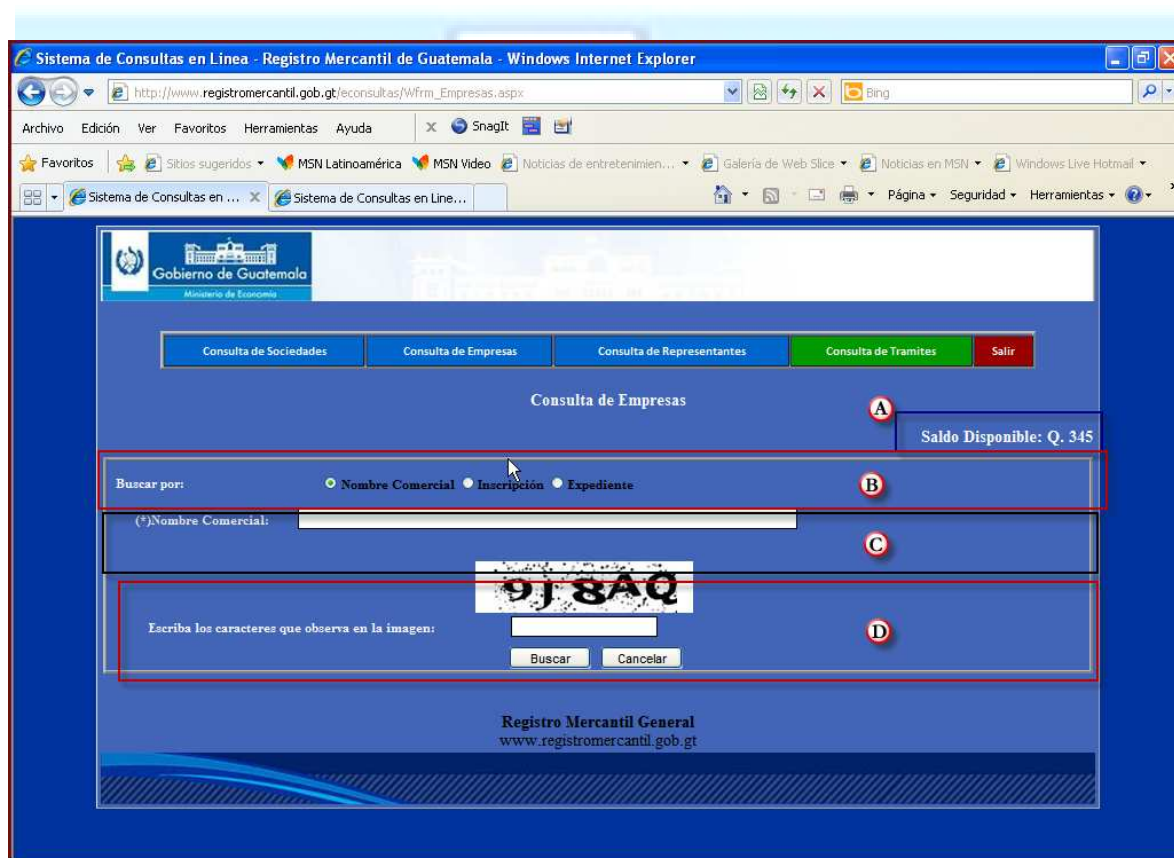 Sistema de Consultas en Linea - Registro Mercantil de Guatemala - Windows Internet Explorer
http://www.registromercantil.gob.gt/econsultas/Wfrm_Empresas.aspx Bing
Archivo Edición Ver Favoritos Herramientas Ayuda x SnagIt
Favoritos Sitios sugeridos MSN Latinoamérica MSN Video Noticias de entretenimien... Galería de Web Slice Noticias en MSN Windows Live Hotmail
Sistema de Consultas en ... x Sistema de Consultas en Line... Página Seguridad Herramientas
Gobierno de Guatemala
Ministerio de Economía
Consulta de Sociedades Consulta de Empresas Consulta de Representantes Consulta de Tramites Salir
Consulta de Empresas
A
Saldo Disponible: Q. 345
Buscar por: Nombre Comercial Inscripción Expediente B
(*)Nombre Comercial:
C
9J8AQ
Escriba los caracteres que observa en la imagen: D
Buscar Cancelar
Registro Mercantil General
www.registromercantil.gob.gt